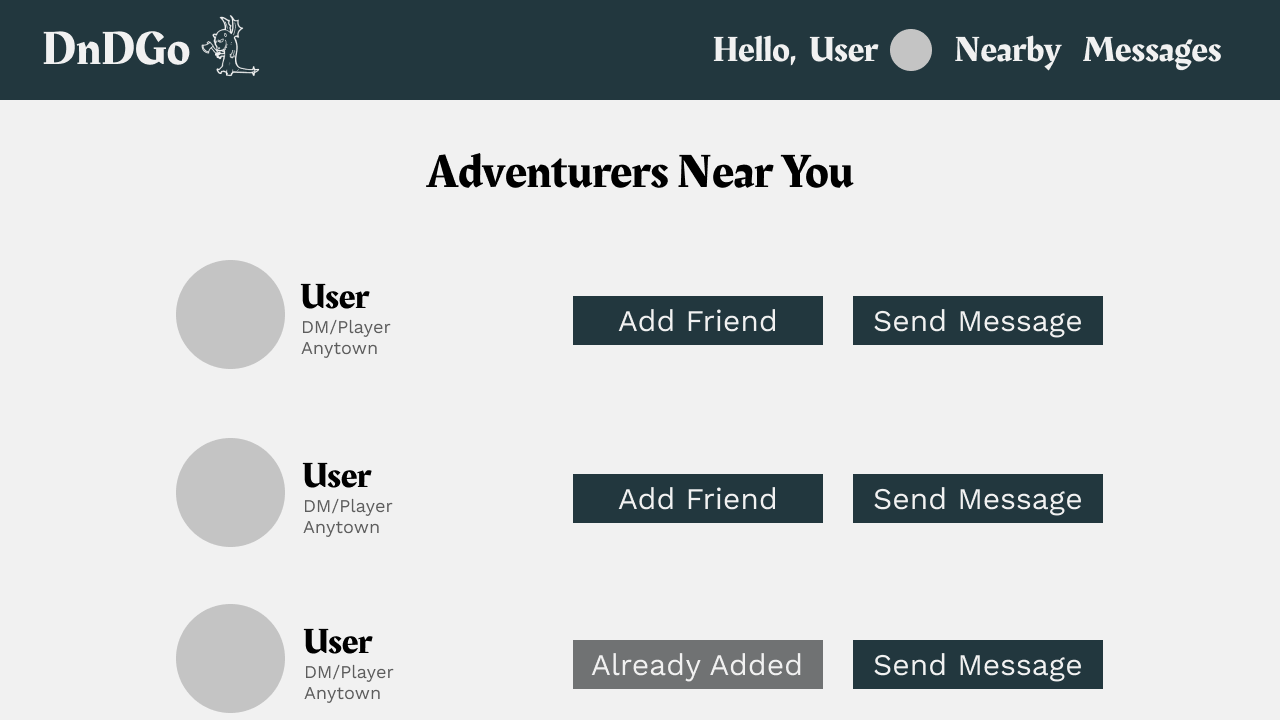 DnDGo
Hello, User
Nearby
Messages
Adventurers Near You
User
DM/Player
Anytown
Add Friend
Send Message
User
DM/Player
Anytown
Add Friend
Send Message
User
DM/Player
Anytown
Already Added
Send Message